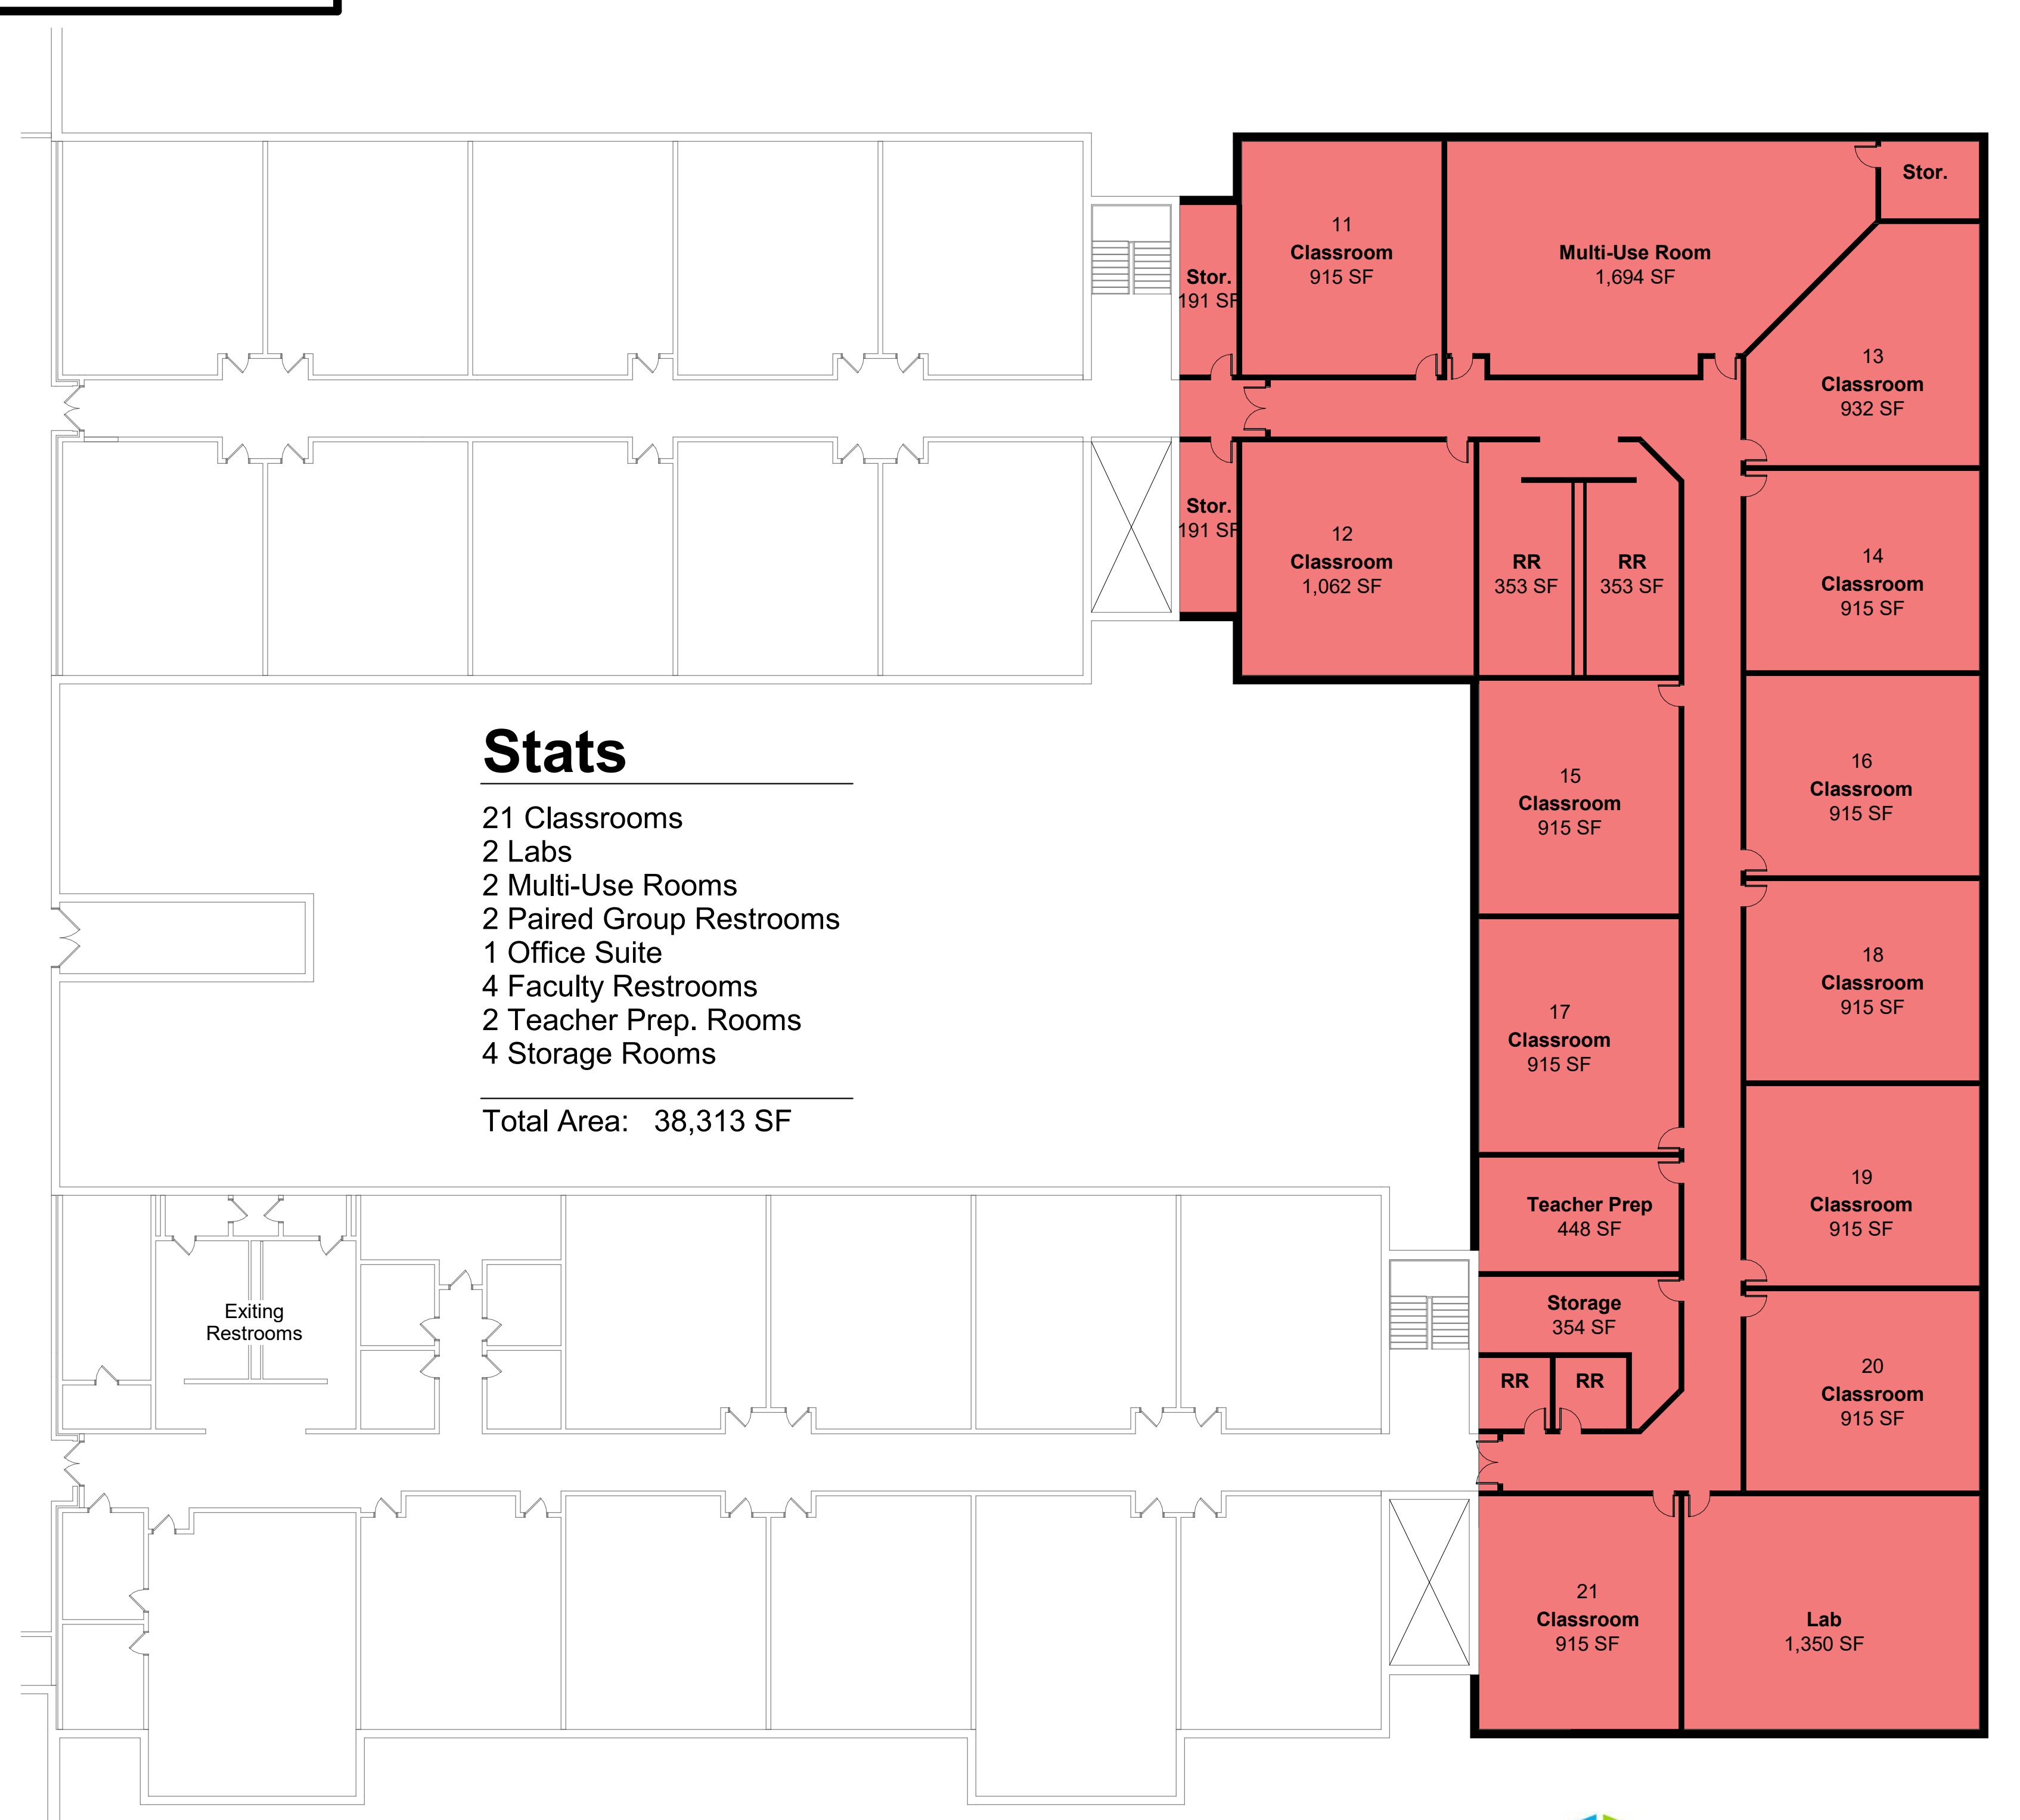 Stor.
11
Classroom
915 SF
Multi-Use Room
1,694 SF
Stor.
191 SF
13
Classroom
932 SF
Stor.
191 SF
12
Classroom
1,062 SF
RR
353 SF
RR
353 SF
14
Classroom
915 SF
Stats
21 Classrooms
2 Labs
2 Multi-Use Rooms
2 Paired Group Restrooms
1 Office Suite
4 Faculty Restrooms
2 Teacher Prep. Rooms
4 Storage Rooms
Total Area: 38,313 SF
15
Classroom
915 SF
16
Classroom
915 SF
17
Classroom
915 SF
18
Classroom
915 SF
Teacher Prep
448 SF
19
Classroom
915 SF
Exiting
Restrooms
Storage
354 SF
RR
RR
20
Classroom
915 SF
21
Classroom
915 SF
Lab
1,350 SF